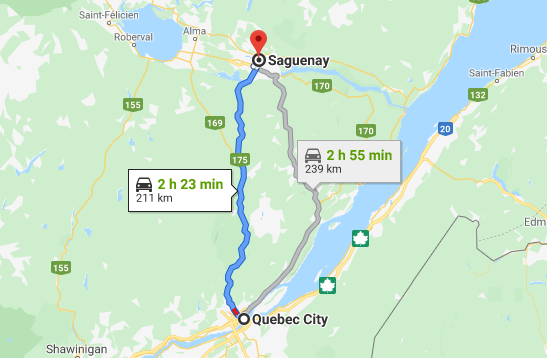 Saint-Félicien
Roberval
Alma
Saguenay
Rimous
Saint-Fabien
170
132
155
169
170
20
175
2 h 55 min
239 km
2 h 23 min
211 km
Edm
155
Quebec City
Shawinigan